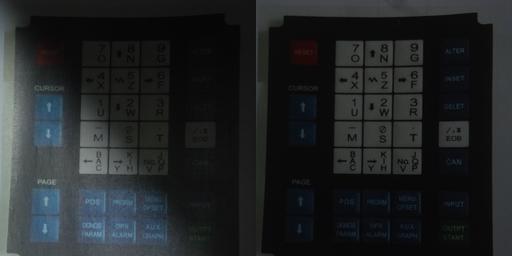 RESET 7 O 8 N 9 G ALTER
4 X 5 Z 6 F INSET
CURSOR
1 U 2 W 3 R DELET
- M 0 S . T / , # EOB
B A C K I H Y J Q P No. V CAN
PAGE
POS PRGRM MENU OFSET INPUT
DGNOS PARAM OPR ALARM AUX GRAPH OUTPT START
RESET 7 O 8 N 9 G ALTER
4 X 5 Z 6 F INSET
CURSOR
1 U 2 W 3 R DELET
- M 0 S . T / , # EOB
B A C K I H Y J Q P No. V CAN
PAGE
POS PRGRM MENU OFSET INPUT
DGNOS PARAM OPR ALARM AUX GRAPH OUTPT START